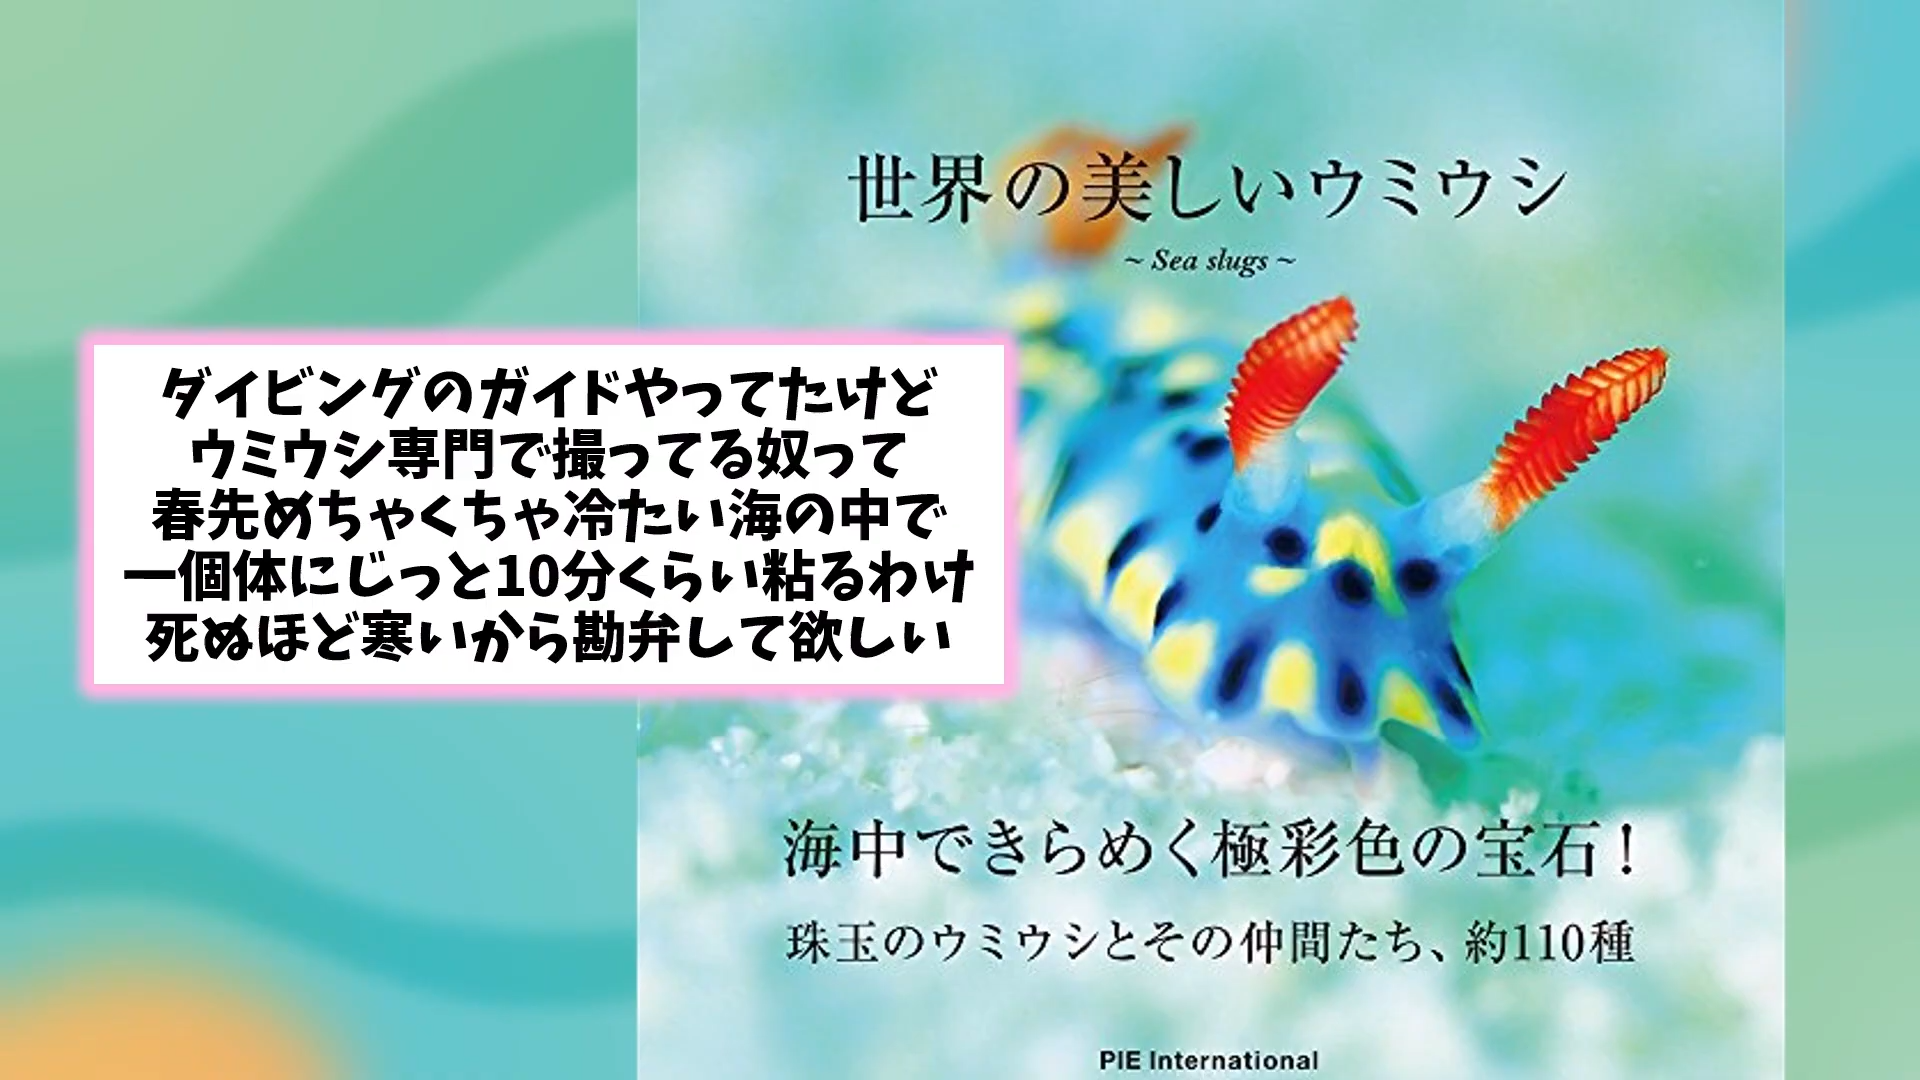 世界の美しいウミウシ
~ Sea slugs ~
ダイビングのガイドやってたけど
ウミウシ専門で撮ってる奴って
春先めちゃくちゃ冷たい海の中で
一個体にじっと10分くらい粘るわけ
死ぬほど寒いから勘弁して欲しい
海中できらめく極彩色の宝石！
珠玉のウミウシとその仲間たち、約110種
PIE International